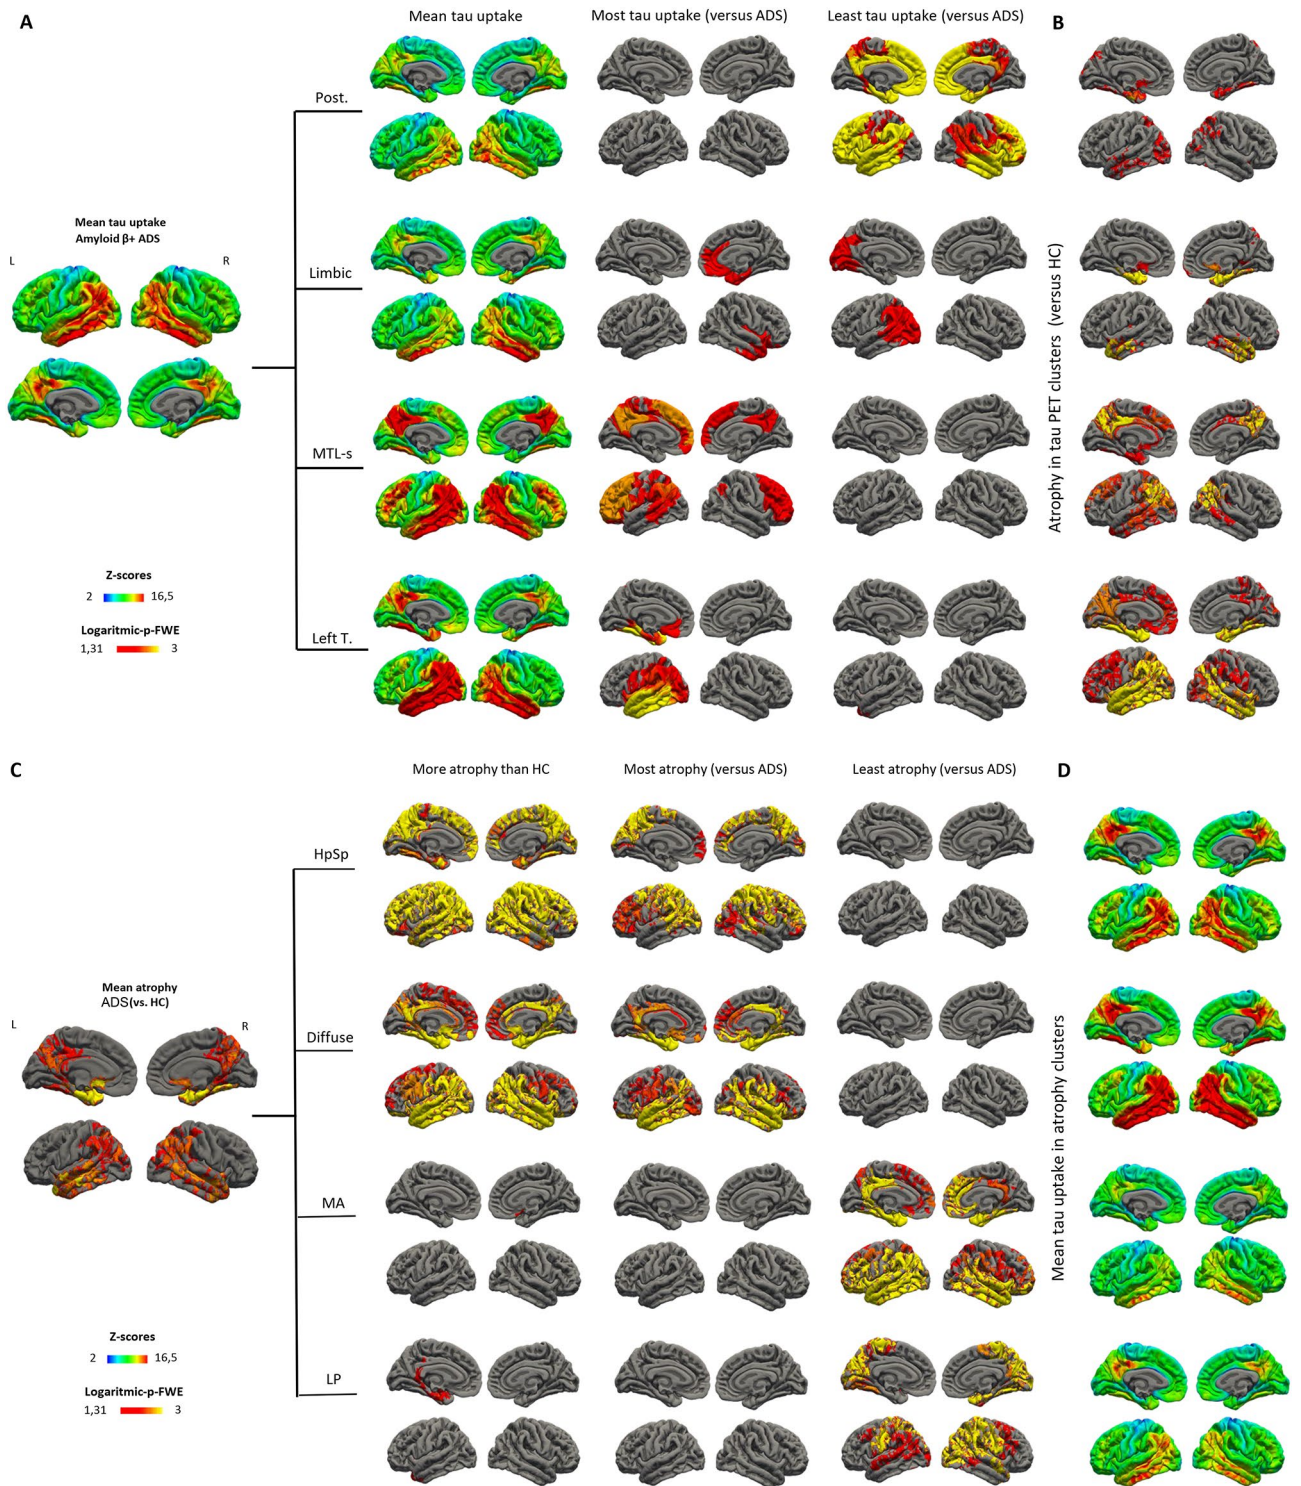 A
Mean tau uptake
Most tau uptake (versus ADS)
Least tau uptake (versus ADS)
B
Post.
Mean tau uptake
Amyloid β+ ADS
L
R
Limbic
MTL-s
Left T.
Z-scores
2
16,5
Logaritmic-p-FWE
1,31
3
Atrophy in tau PET clusters (versus HC)
C
More atrophy than HC
Most atrophy (versus ADS)
Least atrophy (versus ADS)
D
HpSp
Mean atrophy
ADS(vs. HC)
L
R
Diffuse
MA
LP
Z-scores
2
16,5
Logaritmic-p-FWE
1,31
3
Mean tau uptake in atrophy clusters